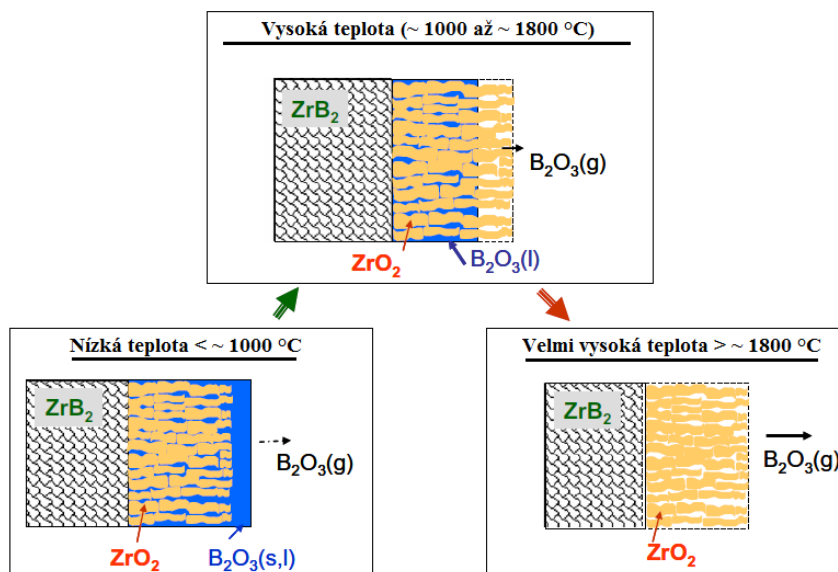 Vysoká teplota (~ 1000 až ~ 1800 °C)
ZrB₂
B₂O₃(g)
ZrO₂
B₂O₃(l)
Nízká teplota < ~ 1000 °C
ZrB₂
B₂O₃(g)
ZrO₂
B₂O₃(s,l)
Velmi vysoká teplota > ~ 1800 °C
ZrB₂
B₂O₃(g)
ZrO₂